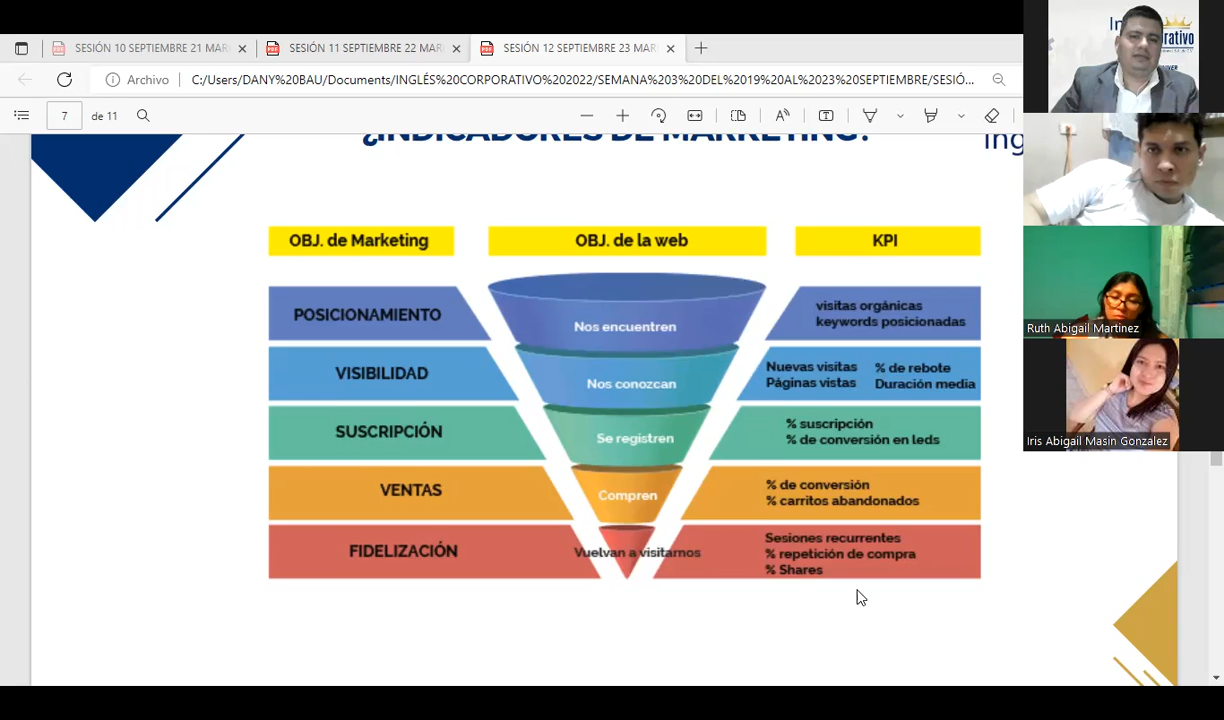 SESIÓN 10 SEPTIEMBRE 21 MAR
SESIÓN 11 SEPTIEMBRE 22 MAR
SESIÓN 12 SEPTIEMBRE 23 MAR
Archivo
C:/Users/DANY%20BAU/Documents/INGLÉS%20CORPORATIVO%202022/SEMANA%203%20DEL%2019%20AL%2023%20SEPTIEMBRE/SESIÓ...
7
de 11
¿INDICADORES DE MARKETING?
Ing
OBJ. de Marketing
OBJ. de la web
KPI
POSICIONAMIENTO
Nos encuentren
visitas orgánicas
keywords posicionadas
VISIBILIDAD
Nos conozcan
Nuevas visitas
Páginas vistas
% de rebote
Duración media
SUSCRIPCIÓN
Se registren
% suscripción
% de conversión en leds
VENTAS
Compren
% de conversión
% carritos abandonados
FIDELIZACIÓN
Vuelvan a visitarnos
Sesiones recurrentes
% repetición de compra
% Shares
In
rativo
Ruth Abigail Martinez
Iris Abigail Masin Gonzalez